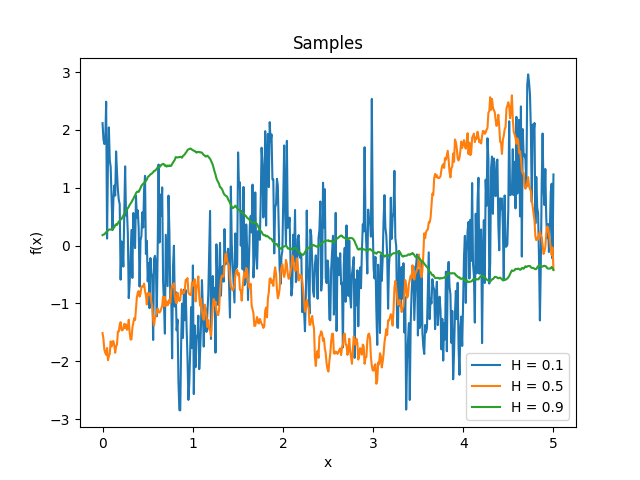 Samples
f(x)
3
2
1
0
−1
−2
−3
0
1
2
3
4
5
x
H = 0.1
H = 0.5
H = 0.9